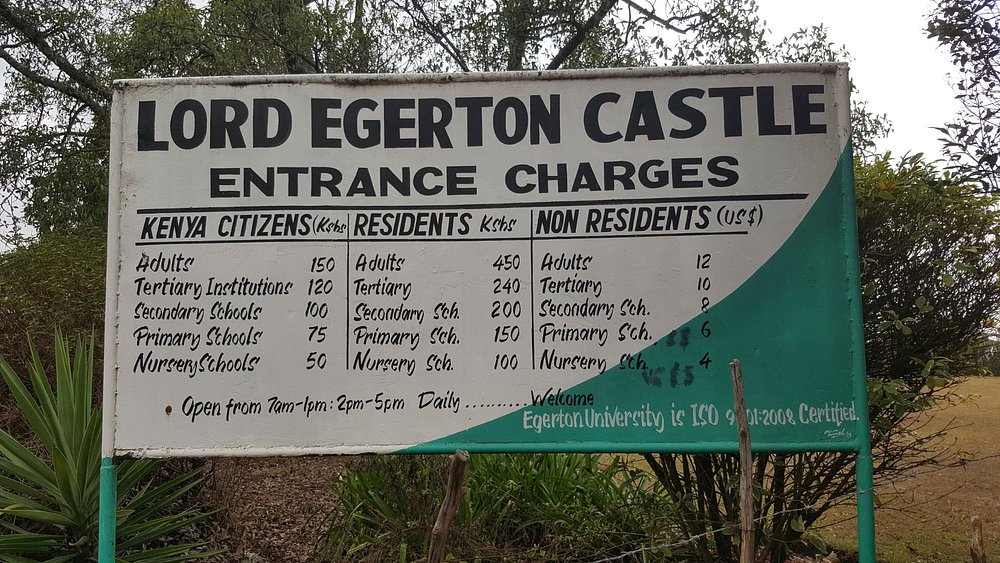 LORD EGERTON CASTLE
ENTRANCE CHARGES
KENYA CITIZENS (Kshs RESIDENTS Kshs NON RESIDENTS (US$)
Adults 150 Adults 450 Adults 12
Tertiary Institutions 120 Tertiary 240 Tertiary 10
Secondary Schools 100 Secondary Sch. 200 Secondary Sch. 8
Primary Schools 75 Primary Sch. 150 Primary Sch. 6
Nursery Schools 50 Nursery Sch. 100 Nursery Sch. 4
Open from 7am-1pm: 2pm-5pm Daily ......... Welcome
Egerton University is ISO :2008 Certified.